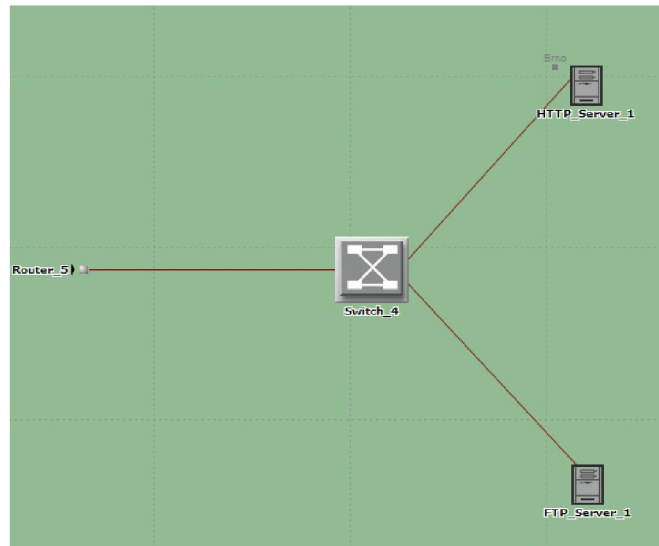 Brno
HTTP_Server_1
Router_5)
Switch_4
FTP_Server_1